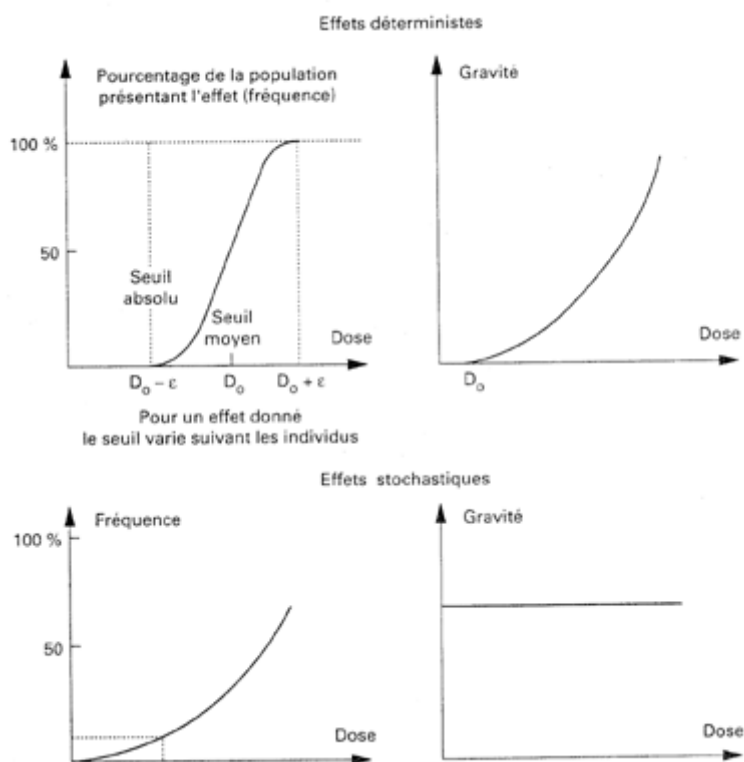 Effets déterministes
Pourcentage de la population
présentant l'effet (fréquence)
100 %
50
Seuil
absolu
Seuil
moyen
Dose
D₀ – ε
D₀
D₀ + ε
Pour un effet donné
le seuil varie suivant les individus
Gravité
Dose
D₀
Effets stochastiques
Fréquence
100 %
50
Dose
Gravité
Dose